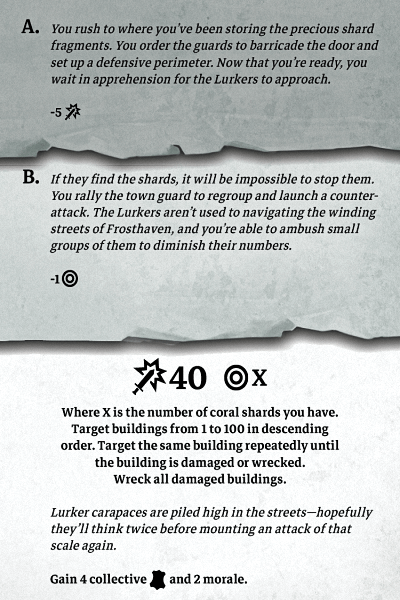 A. You rush to where you've been storing the precious shard
fragments. You order the guards to barricade the door and
set up a defensive perimeter. Now that you're ready, you
wait in apprehension for the Lurkers to approach.
-5
B. If they find the shards, it will be impossible to stop them.
You rally the town guard to regroup and launch a counter-
attack. The Lurkers aren't used to navigating the winding
streets of Frosthaven, and you're able to ambush small
groups of them to diminish their numbers.
-1
40 X
Where X is the number of coral shards you have.
Target buildings from 1 to 100 in descending
order. Target the same building repeatedly until
the building is damaged or wrecked.
Wreck all damaged buildings.
Lurker carapaces are piled high in the streets—hopefully
they'll think twice before mounting an attack of that
scale again.
Gain 4 collective and 2 morale.